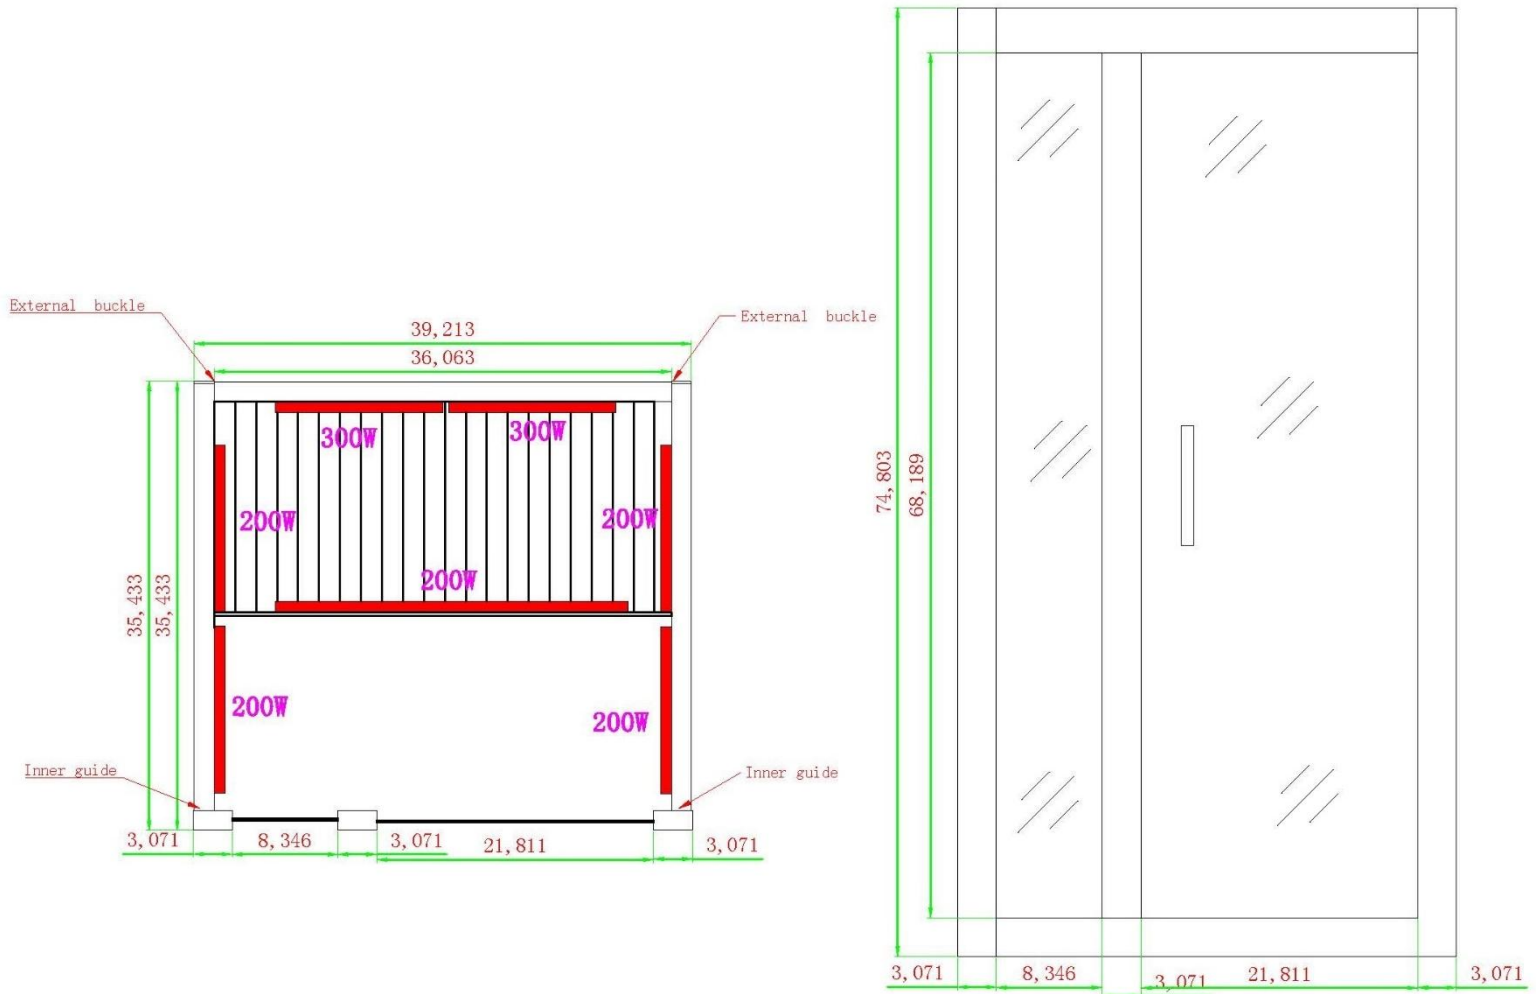 External buckle
External buckle
39,213
36,063
300W
300W
200W
200W
200W
35,433
35,433
200W
200W
Inner guide
Inner guide
3,071
8,346
3,071
21,811
3,071
74,803
68,189
3,071
8,346
3,071
21,811
3,071